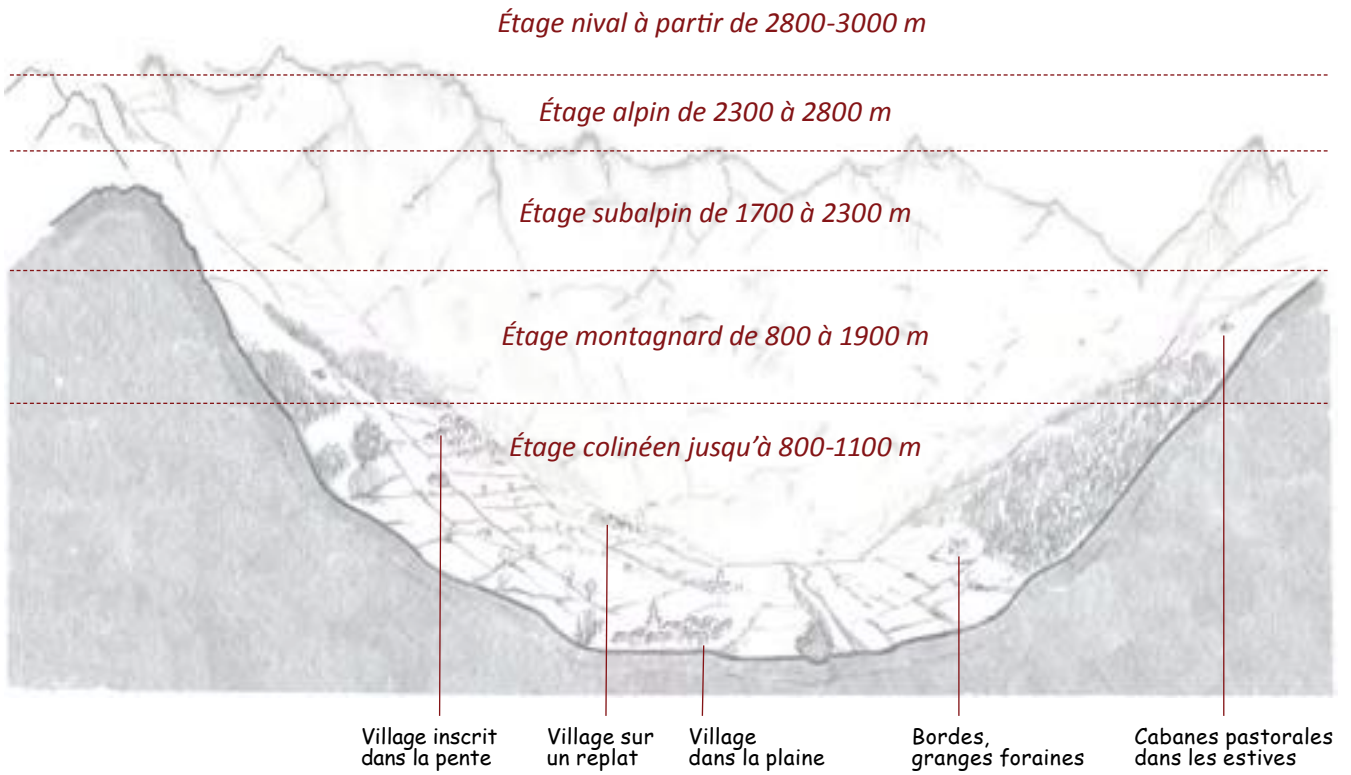 Étage nival à partir de 2800-3000 m
Étage alpin de 2300 à 2800 m
Étage subalpin de 1700 à 2300 m
Étage montagnard de 800 à 1900 m
Étage colinéen jusqu'à 800-1100 m
Village inscrit
dans la pente
Village sur
un replat
Village
dans la plaine
Bordes,
granges foraines
Cabanes pastorales
dans les estives